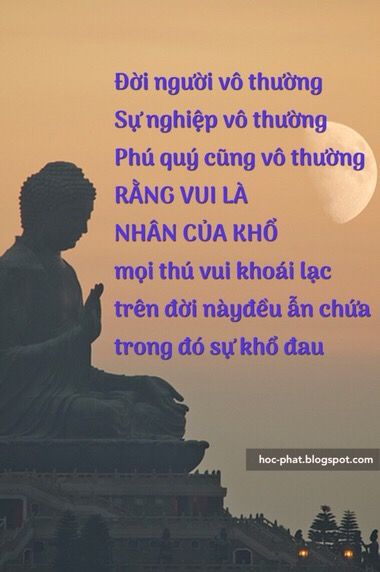 Đời người vô thường
Sự nghiệp vô thường
Phú quý cũng vô thường
RẰNG VUI LÀ
NHÂN CỦA KHỔ
mọi thú vui khoái lạc
trên đời nàyđều ẫn chứa
trong đó sự khổ đau
hoc-phat.blogspot.com